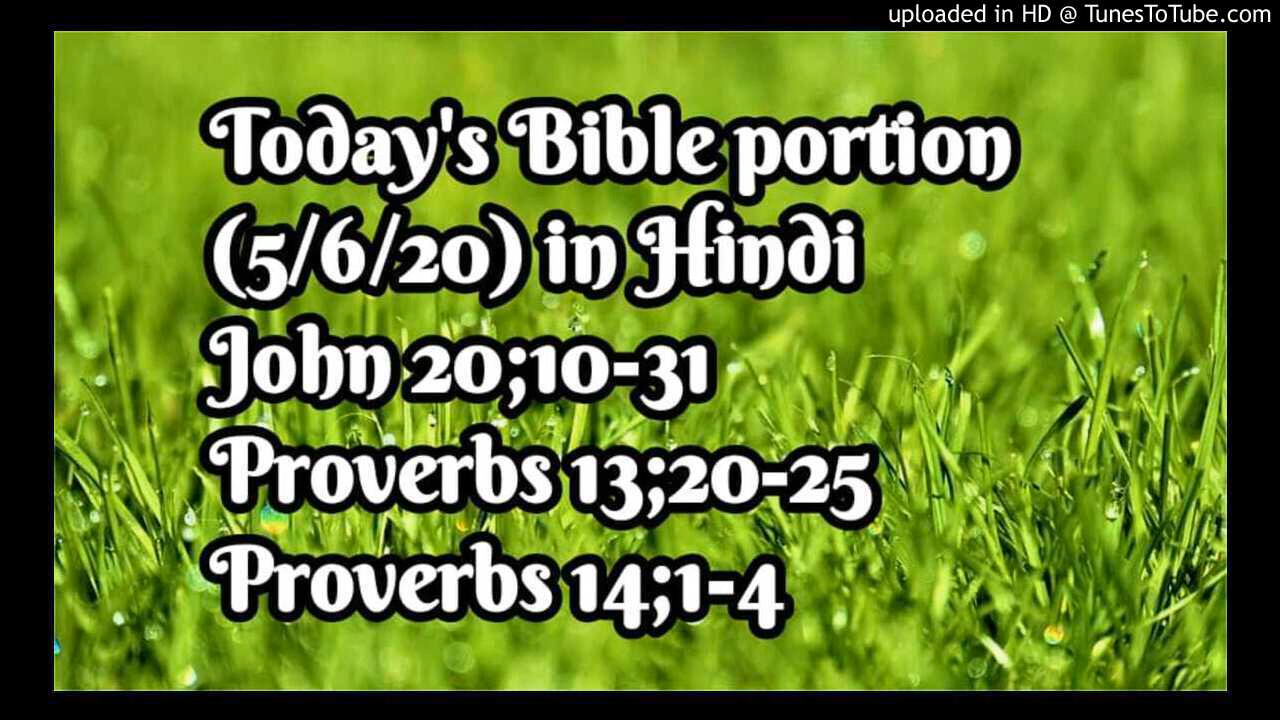 uploaded in HD @ TunesToTube.com
Today's Bible portion
(5/6/20) in Hindi
John 20;10-31
Proverbs 13;20-25
Proverbs 14;1-4